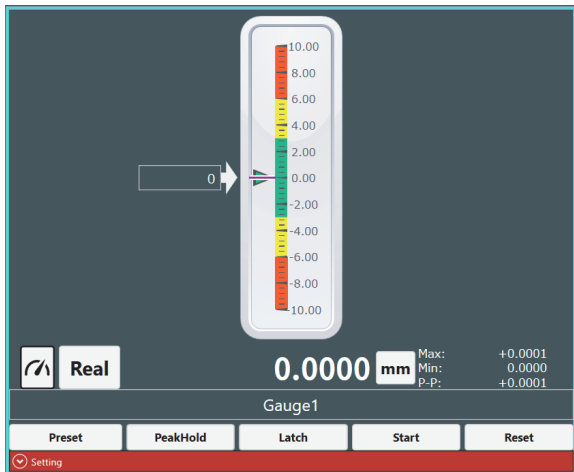 10.00
8.00
6.00
4.00
2.00
0 0.00
-2.00
-4.00
-6.00
-8.00
-10.00
Real 0.0000 mm
Max: +0.0001
Min: 0.0000
P-P: +0.0001
Gauge1
Preset PeakHold Latch Start Reset
Setting